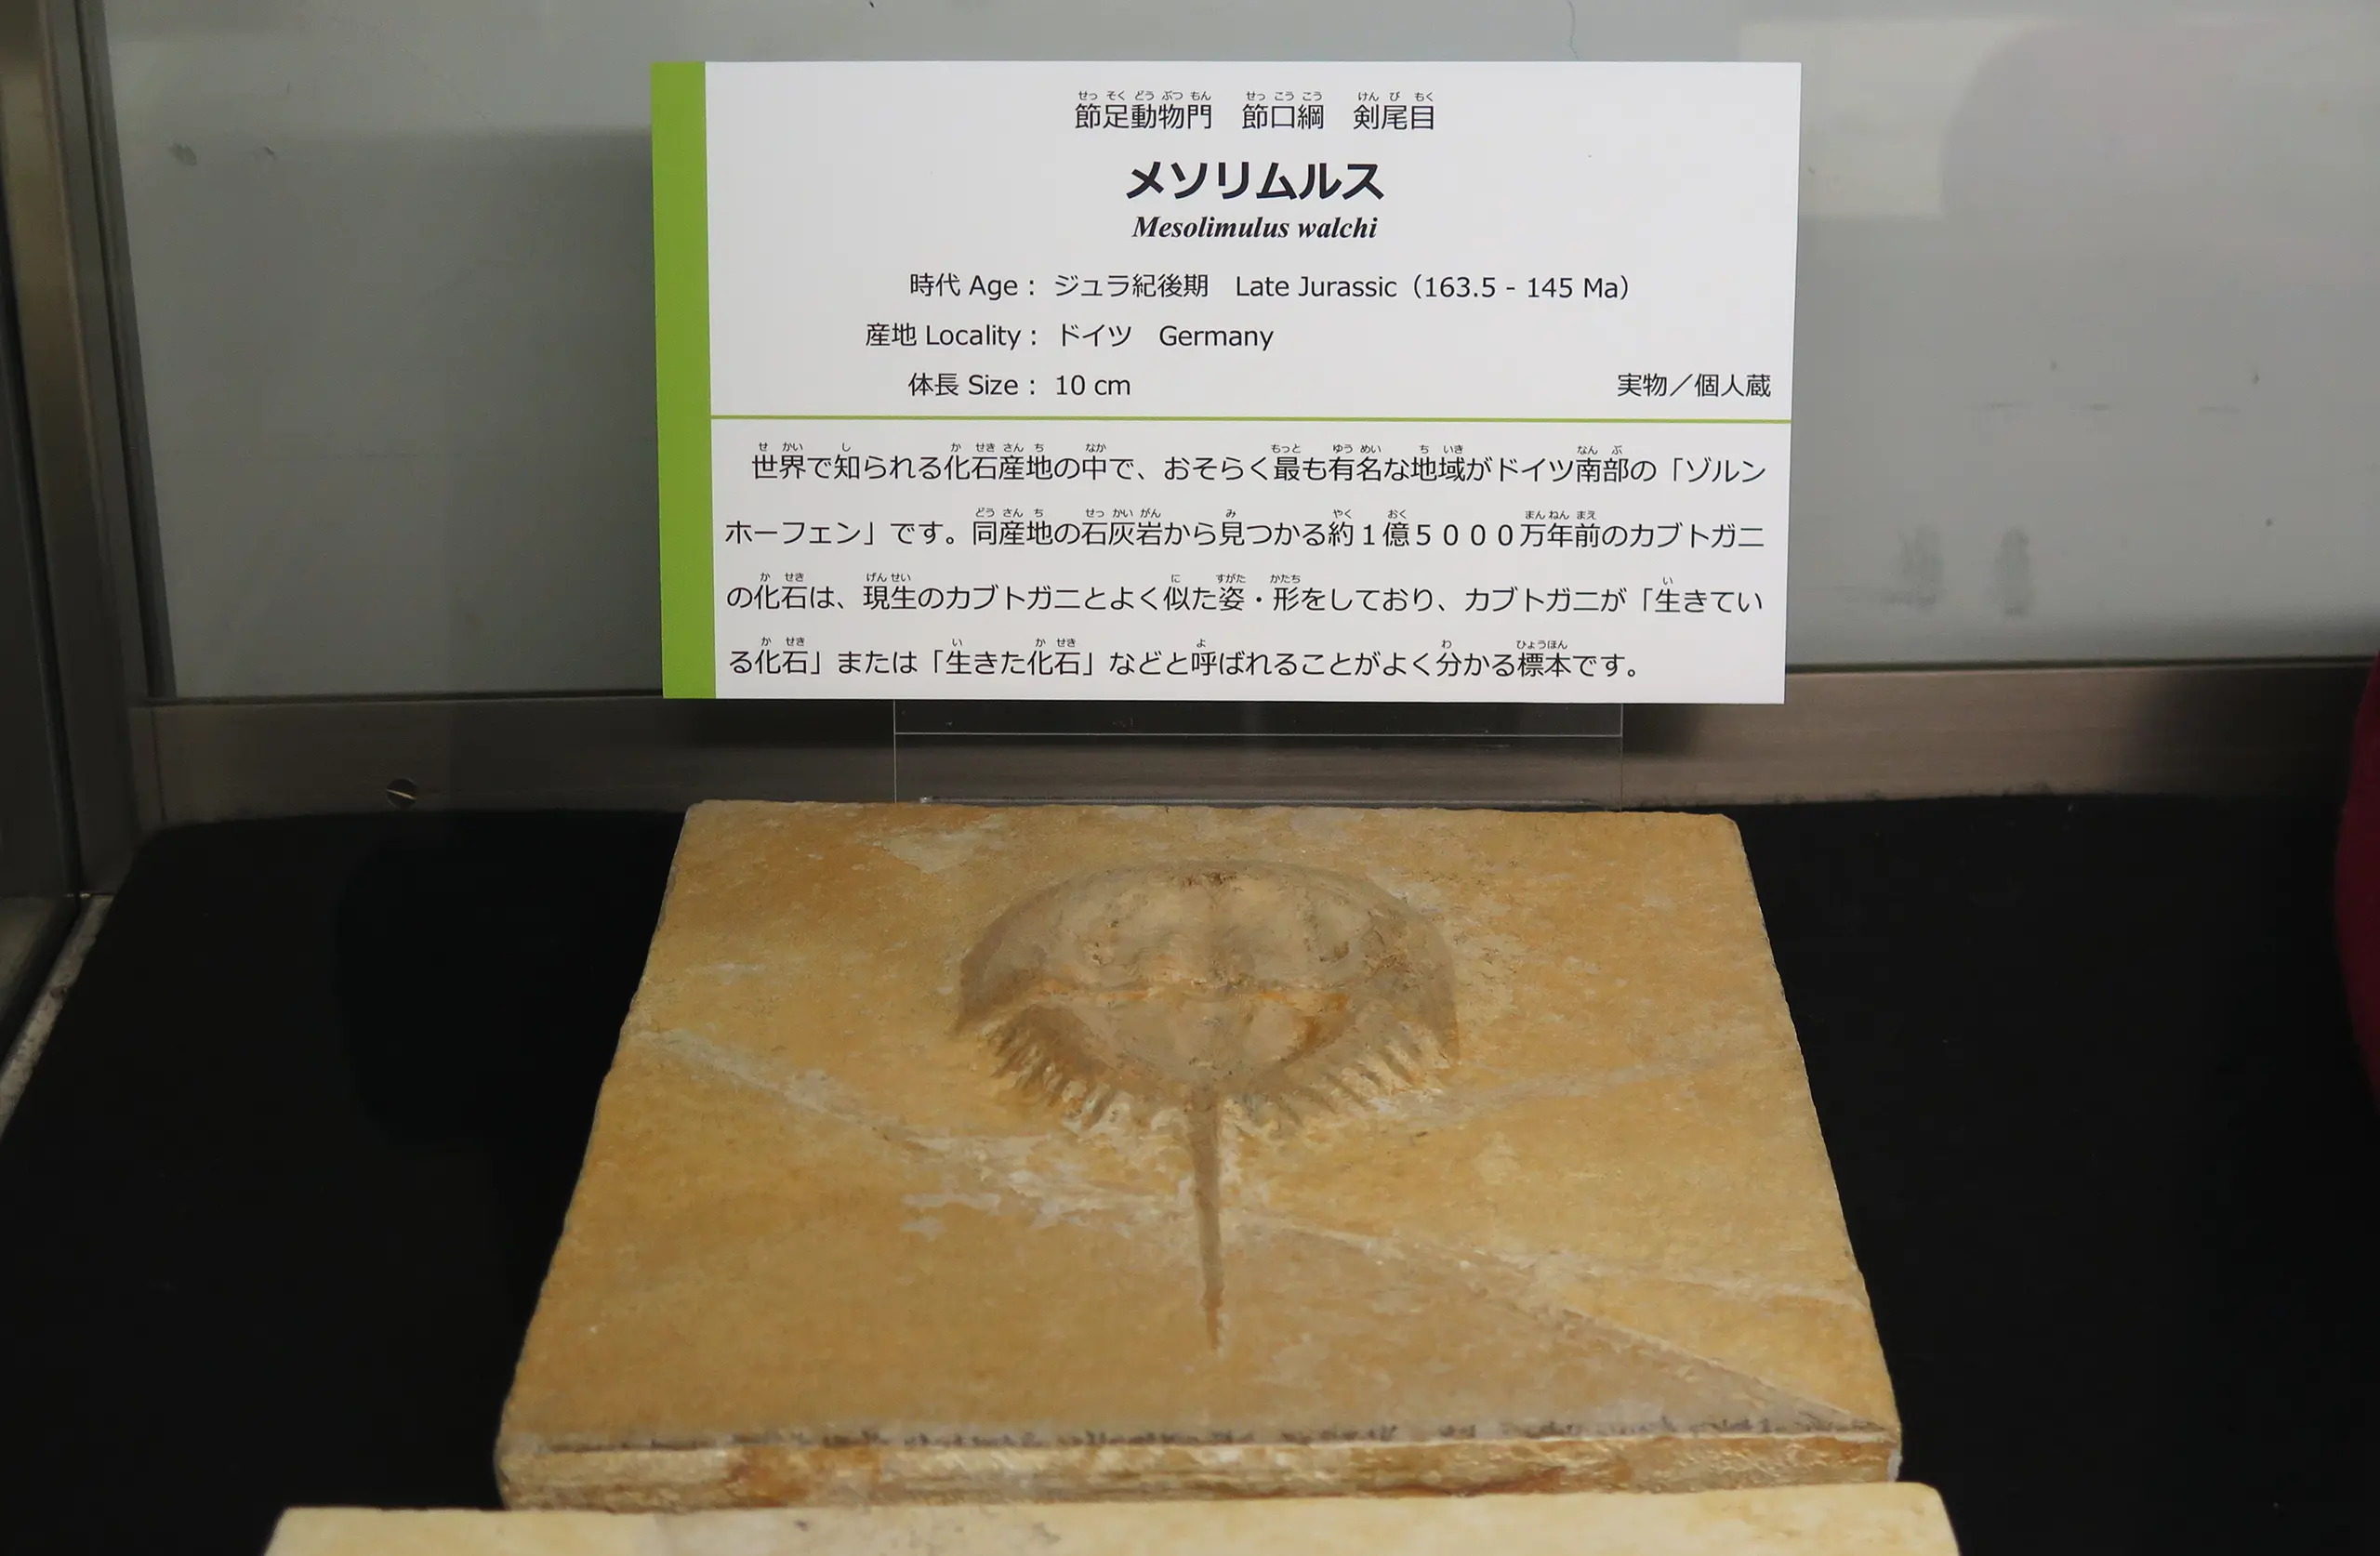 節足動物門　節口綱　剣尾目
メソリムルス
Mesolimulus walchi
時代 Age： ジュラ紀後期　Late Jurassic（163.5 - 145 Ma）
産地 Locality： ドイツ　Germany
体長 Size： 10 cm　実物／個人蔵
世界で知られる化石産地の中で、おそらく最も有名な地域がドイツ南部の「ゾルン
ホーフェン」です。同産地の石灰岩から見つかる約１億５０００万年前のカブトガニ
の化石は、現生のカブトガニとよく似た姿・形をしており、カブトガニが「生きてい
る化石」または「生きた化石」などと呼ばれることがよく分かる標本です。